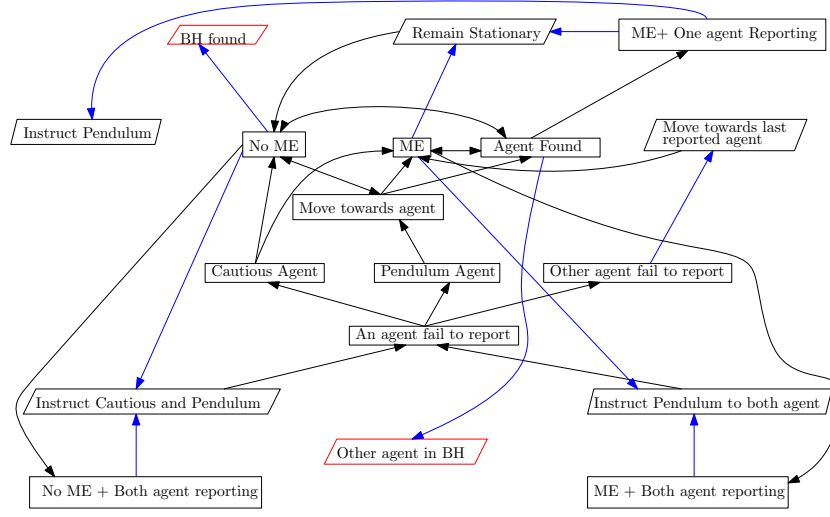 BH found
Remain Stationary
ME+ One agent Reporting
Instruct Pendulum
No ME
ME
Agent Found
Move towards last
reported agent
Move towards agent
Cautious Agent
Pendulum Agent
Other agent fail to report
An agent fail to report
Instruct Cautious and Pendulum
Instruct Pendulum to both agent
Other agent in BH
No ME + Both agent reporting
ME + Both agent reporting